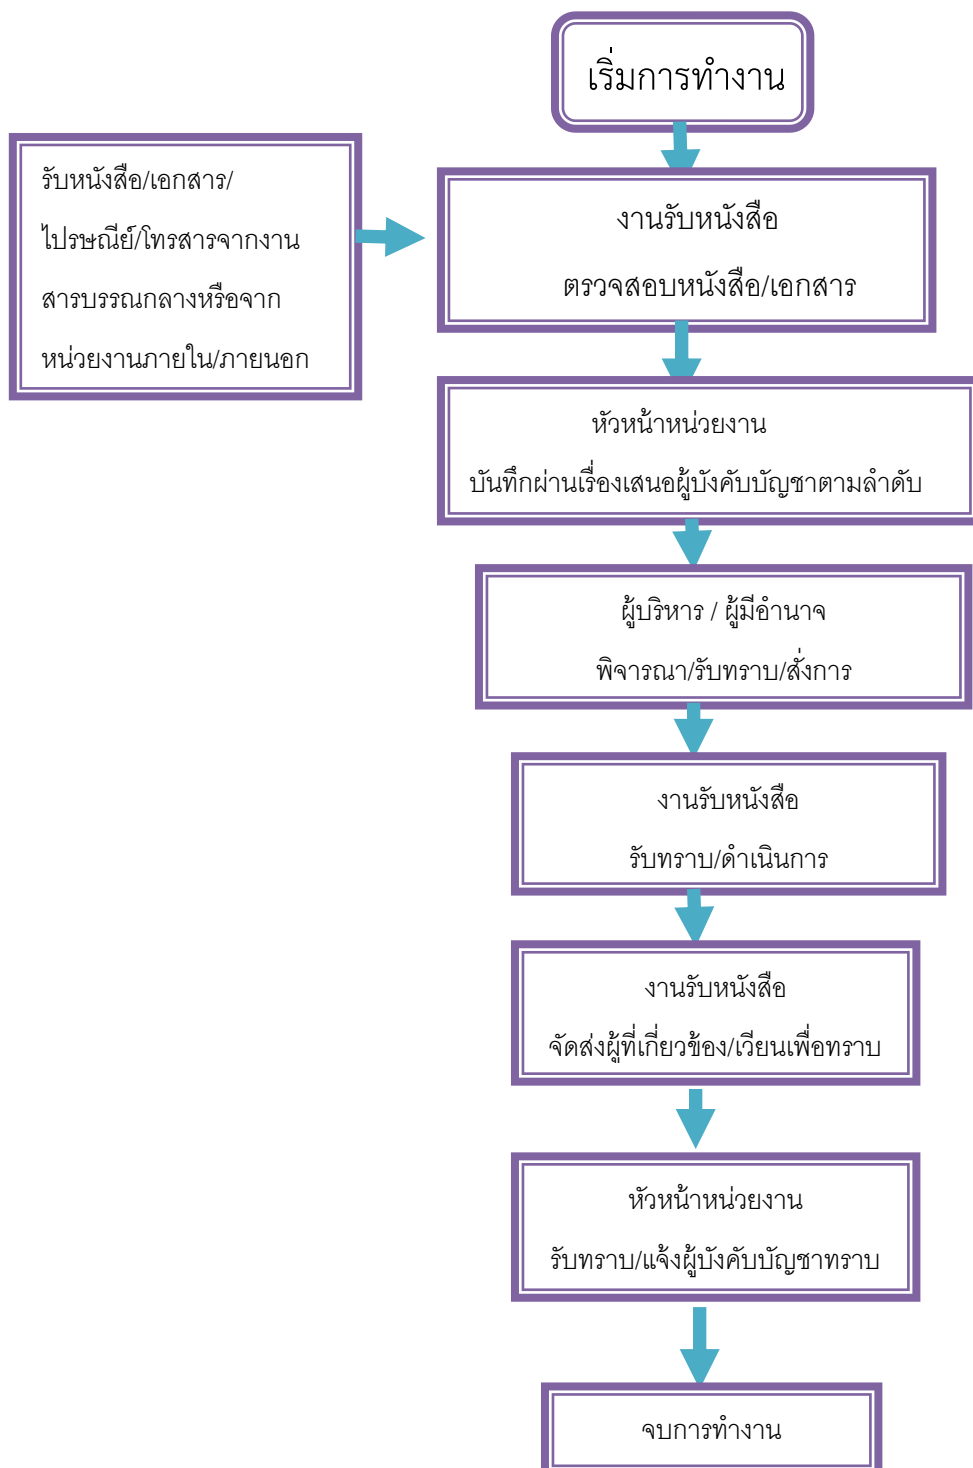 เริ่มการทำงาน
รับหนังสือ/เอกสาร/
ไปรษณีย์/โทรสารจากงาน
สารบรรณกลางหรือจาก
หน่วยงานภายใน/ภายนอก
งานรับหนังสือ
ตรวจสอบหนังสือ/เอกสาร
หัวหน้าหน่วยงาน
บันทึกผ่านเรื่องเสนอผู้บังคับบัญชาตามลำดับ
ผู้บริหาร / ผู้มีอำนาจ
พิจารณา/รับทราบ/สั่งการ
งานรับหนังสือ
รับทราบ/ดำเนินการ
งานรับหนังสือ
จัดส่งผู้ที่เกี่ยวข้อง/เวียนเพื่อทราบ
หัวหน้าหน่วยงาน
รับทราบ/แจ้งผู้บังคับบัญชาทราบ
จบการทำงาน